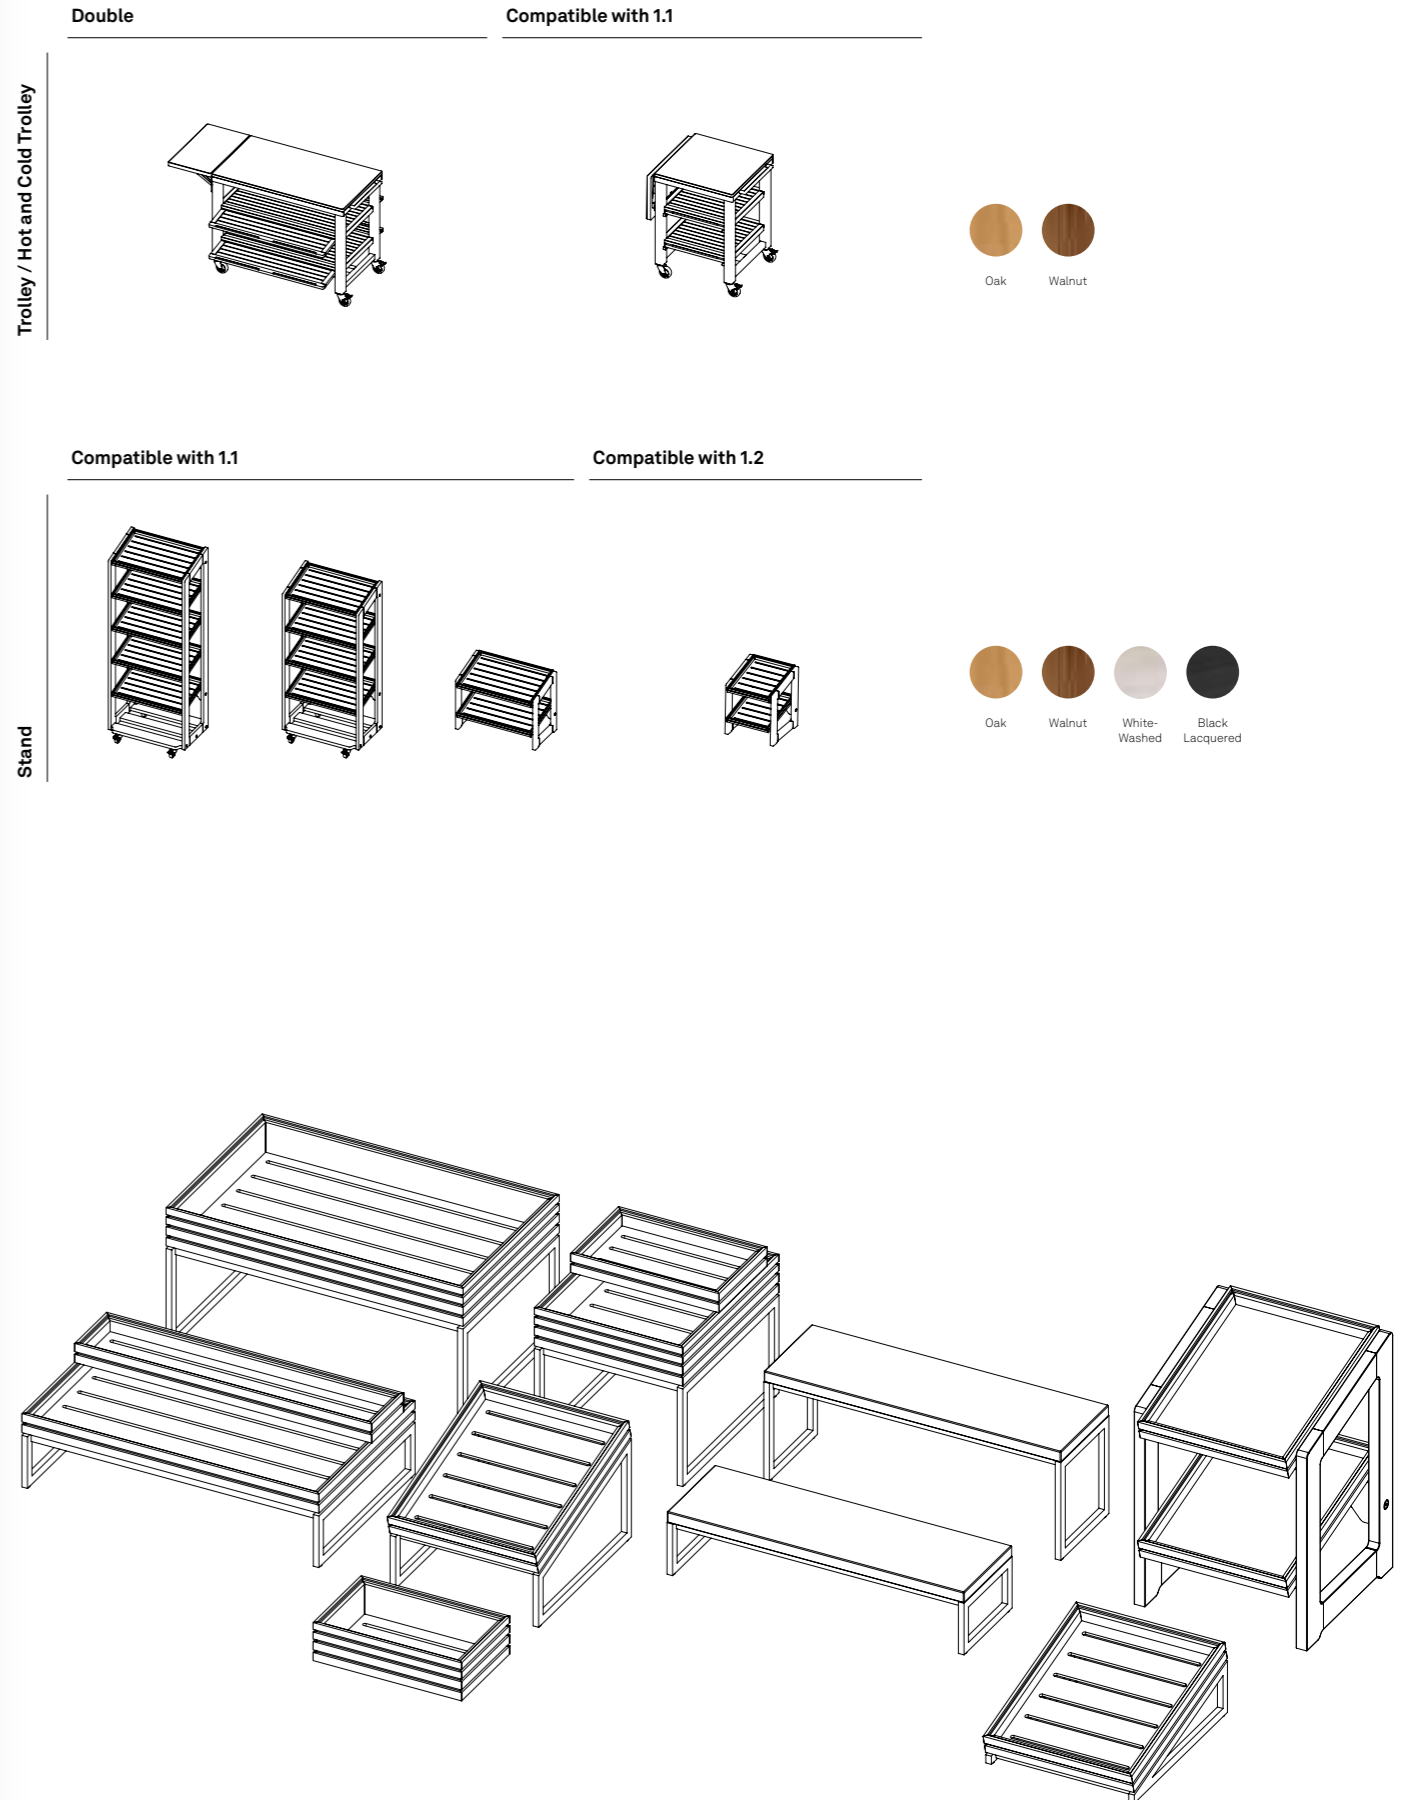 Double
Compatible with 1.1
Trolley / Hot and Cold Trolley
Oak
Walnut
Compatible with 1.1
Compatible with 1.2
Stand
Oak
Walnut
White-
Washed
Black
Lacquered